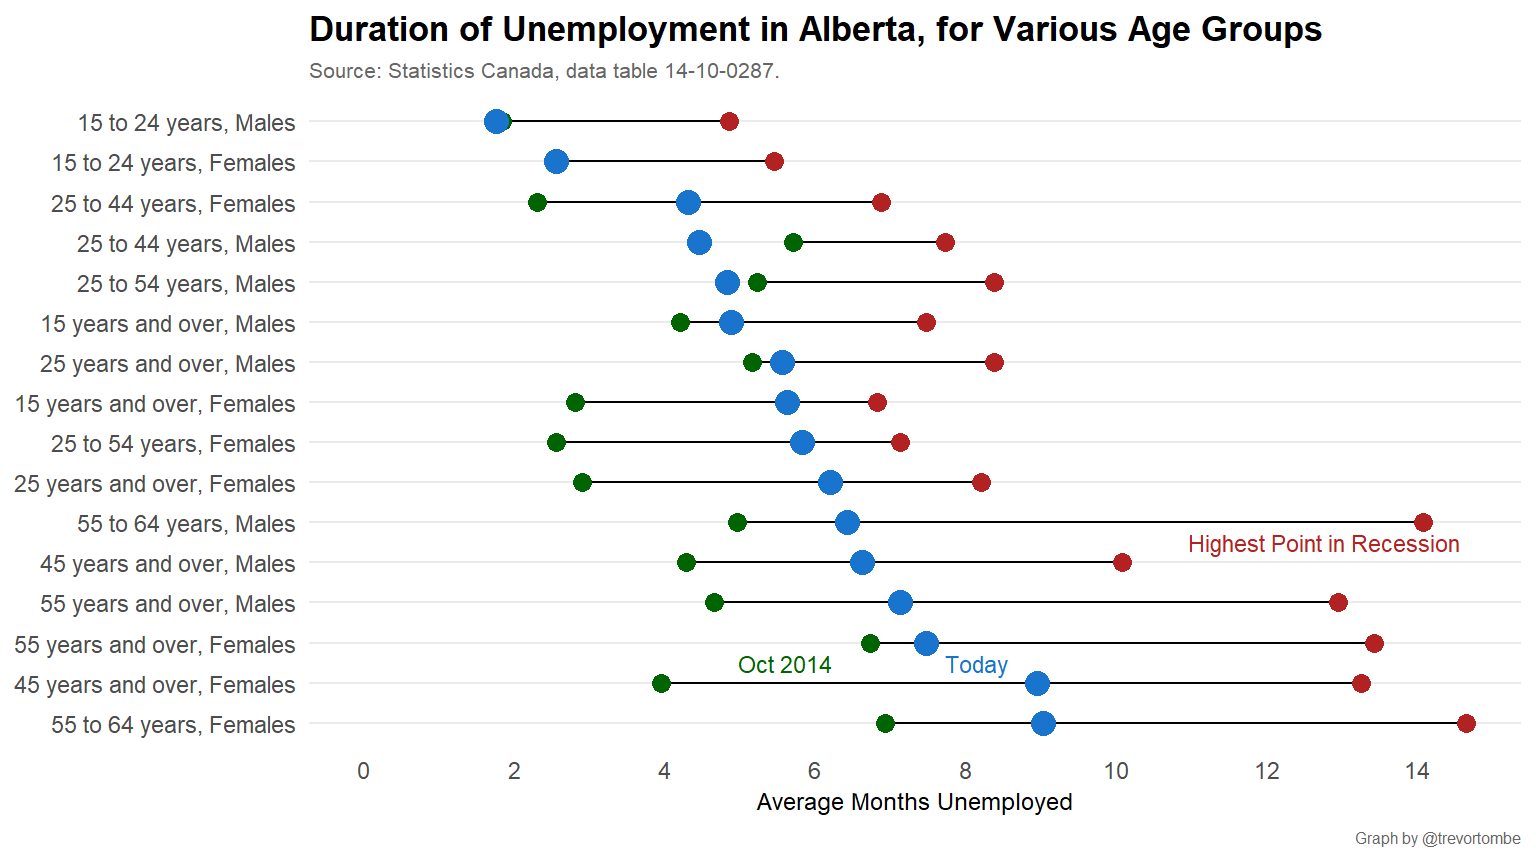 Duration of Unemployment in Alberta, for Various Age Groups
Source: Statistics Canada, data table 14-10-0287.
15 to 24 years, Males
15 to 24 years, Females
25 to 44 years, Females
25 to 44 years, Males
25 to 54 years, Males
15 years and over, Males
25 years and over, Males
15 years and over, Females
25 to 54 years, Females
25 years and over, Females
55 to 64 years, Males
Highest Point in Recession
45 years and over, Males
55 years and over, Males
55 years and over, Females
Oct 2014 Today
45 years and over, Females
55 to 64 years, Females
0 2 4 6 8 10 12 14
Average Months Unemployed
Graph by @trevortombe